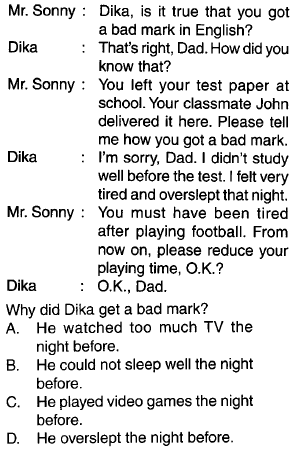 Mr. Sonny : Dika, is it true that you got
a bad mark in English?
Dika : That's right, Dad. How did you
know that?
Mr. Sonny : You left your test paper at
school. Your classmate John
delivered it here. Please tell
me how you got a bad mark.
Dika : I'm sorry, Dad. I didn't study
well before the test. I felt very
tired and overslept that night.
Mr. Sonny : You must have been tired
after playing football. From
now on, please reduce your
playing time, O.K.?
Dika : O.K., Dad.
Why did Dika get a bad mark?
A. He watched too much TV the
night before.
B. He could not sleep well the night
before.
C. He played video games the night
before.
D. He overslept the night before.